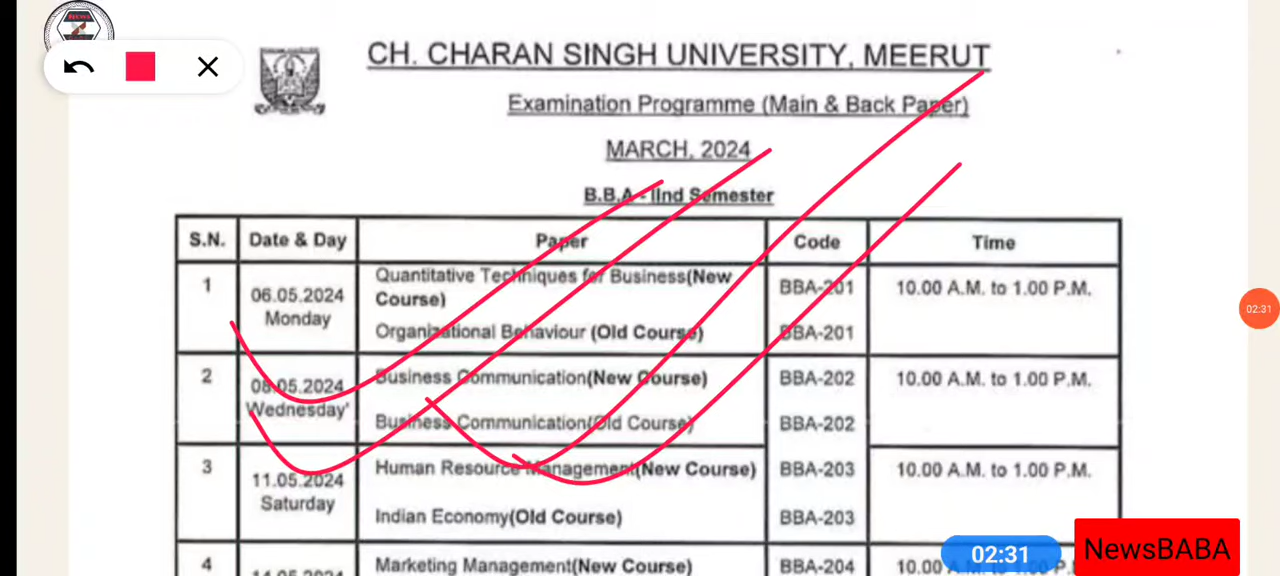 CH. CHARAN SINGH UNIVERSITY, MEERUT
Examination Programme (Main & Back Paper)
MARCH, 2024
B.B.A - IInd Semester
S.N. Date & Day Paper Code Time
1 06.05.2024 Monday Quantitative Techniques for Business(New Course) BBA-201 10.00 A.M. to 1.00 P.M.
Organizational Behaviour (Old Course) BBA-201
2 08.05.2024 Wednesday' Business Communication(New Course) BBA-202 10.00 A.M. to 1.00 P.M.
Business Communication(Old Course) BBA-202
3 11.05.2024 Saturday Human Resource Management(New Course) BBA-203 10.00 A.M. to 1.00 P.M.
Indian Economy(Old Course) BBA-203
4 Marketing Management(New Course) BBA-204 10.00
02:31
02:31
NewsBABA